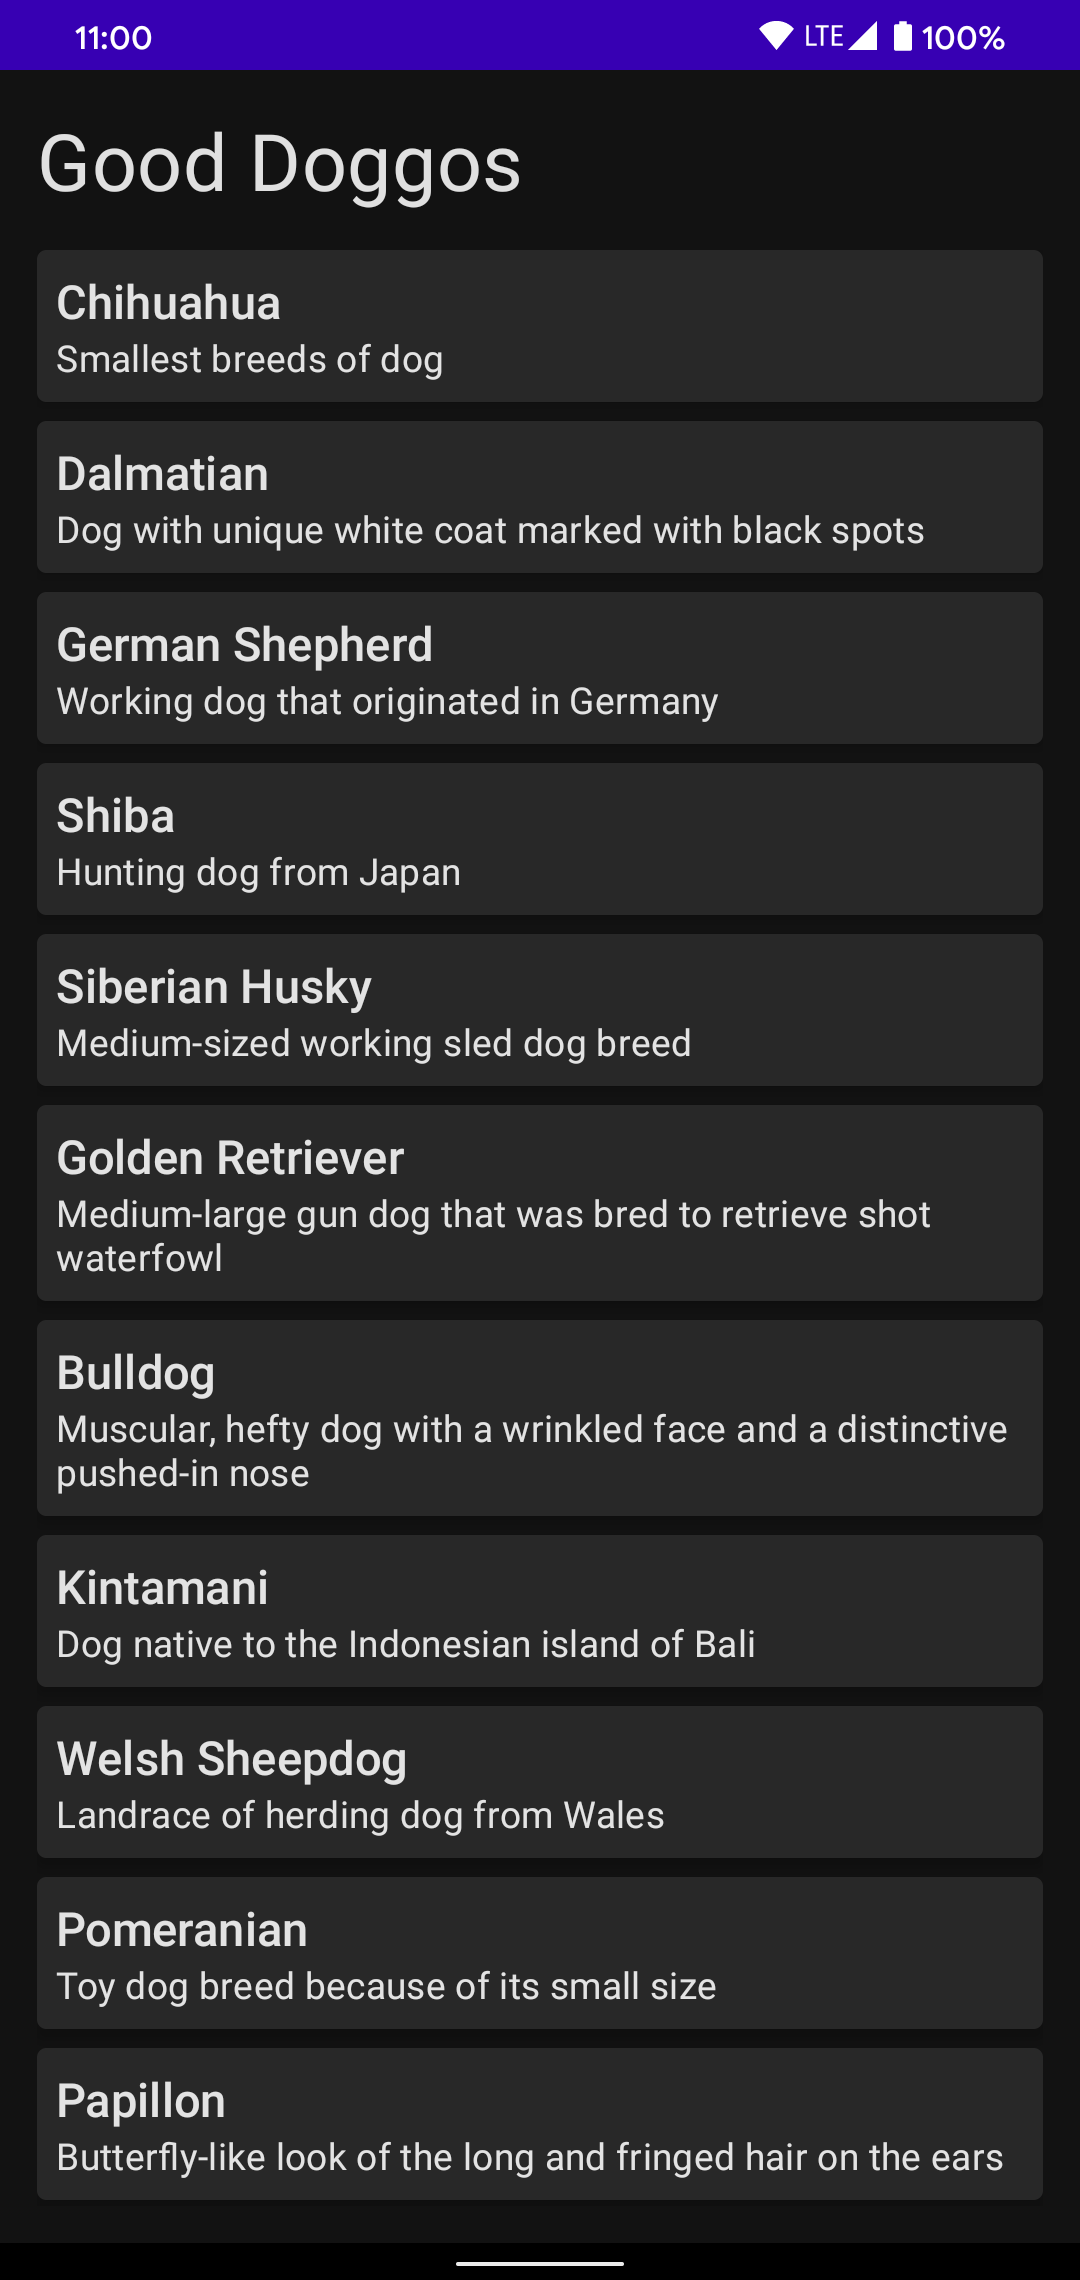 11:00 LTE 100%
Good Doggos
Chihuahua
Smallest breeds of dog
Dalmatian
Dog with unique white coat marked with black spots
German Shepherd
Working dog that originated in Germany
Shiba
Hunting dog from Japan
Siberian Husky
Medium-sized working sled dog breed
Golden Retriever
Medium-large gun dog that was bred to retrieve shot
waterfowl
Bulldog
Muscular, hefty dog with a wrinkled face and a distinctive
pushed-in nose
Kintamani
Dog native to the Indonesian island of Bali
Welsh Sheepdog
Landrace of herding dog from Wales
Pomeranian
Toy dog breed because of its small size
Papillon
Butterfly-like look of the long and fringed hair on the ears